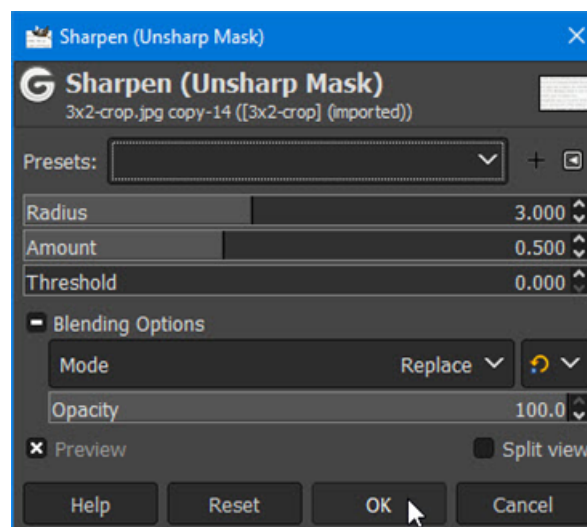 Sharpen (Unsharp Mask)
Sharpen (Unsharp Mask)
3x2-crop.jpg copy-14 ([3x2-crop] (imported))
Presets:
Radius 3.000
Amount 0.500
Threshold 0.000
Blending Options
Mode Replace
Opacity 100.0
Preview Split view
Help Reset OK Cancel